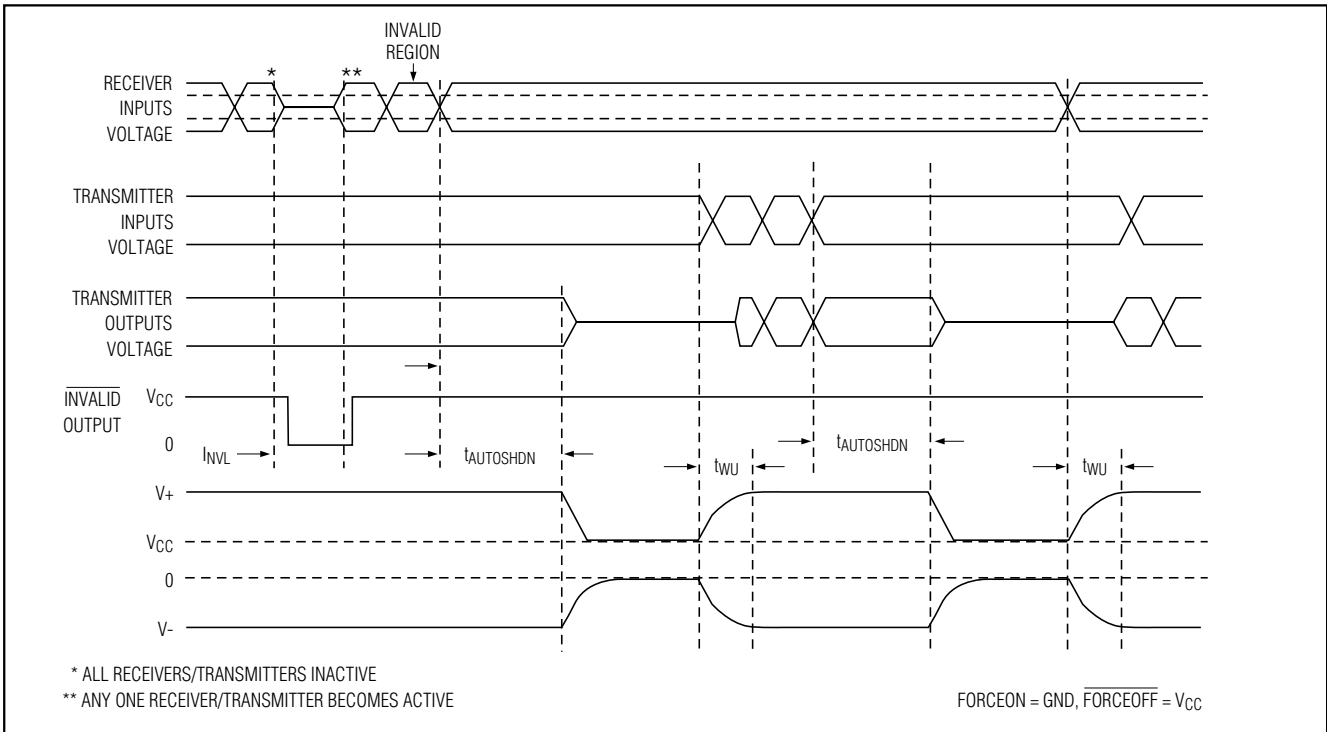 INVALID
REGION
* **
RECEIVER
INPUTS
VOLTAGE
TRANSMITTER
INPUTS
VOLTAGE
TRANSMITTER
OUTPUTS
VOLTAGE
INVALID
OUTPUT
VCC
0
INVL
tAUTOSHDN
tWU
tAUTOSHDN
tWU
V+
VCC
0
V-
* ALL RECEIVERS/TRANSMITTERS INACTIVE
** ANY ONE RECEIVER/TRANSMITTER BECOMES ACTIVE
FORCEON = GND, FORCEOFF = VCC